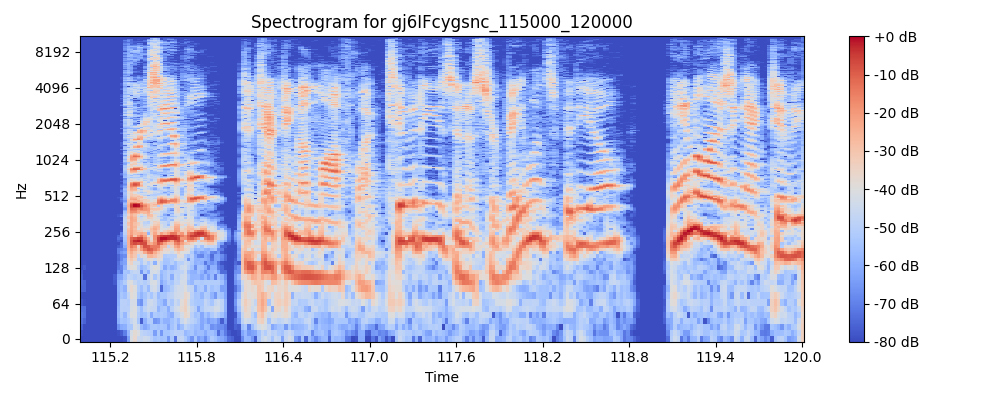 Spectrogram for gj6IFcygsnc_115000_120000
Hz
8192
4096
2048
1024
512
256
128
64
0
115.2 115.8 116.4 117.0 117.6 118.2 118.8 119.4 120.0
Time
+0 dB
-10 dB
-20 dB
-30 dB
-40 dB
-50 dB
-60 dB
-70 dB
-80 dB